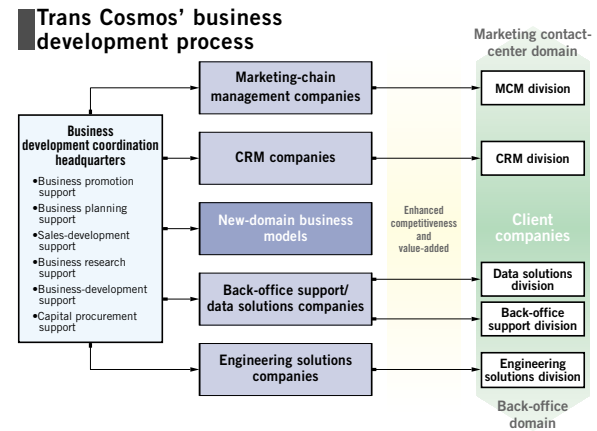 Trans Cosmos’ business
development process
Marketing contact-
center domain
Marketing-chain
management companies
MCM division
Business
development coordination
headquarters
•Business promotion
support
•Business planning
support
•Sales-development
support
•Business research
support
•Business-development
support
•Capital procurement
support
CRM companies
CRM division
New-domain business
models
Enhanced
competitiveness
and
value-added
Client
companies
Back-office support/
data solutions companies
Data solutions
division
Back-office
support division
Engineering solutions
companies
Engineering
solutions division
Back-office
domain